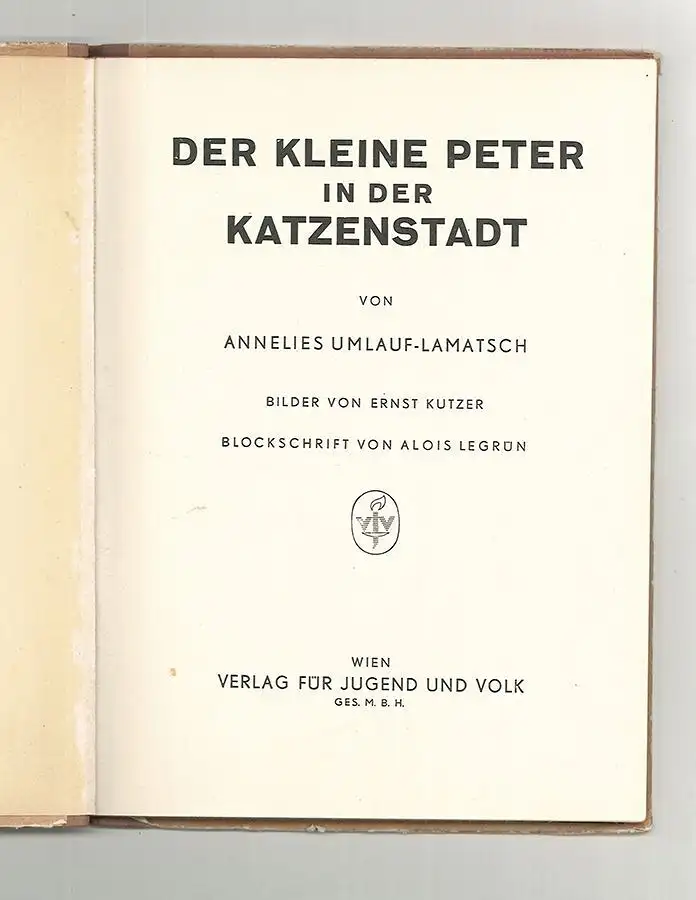 DER KLEINE PETER
IN DER
KATZENSTADT
VON
ANNELIES UMLAUF-LAMATSCH
BILDER VON ERNST KUTZER
BLOCKSCHRIFT VON ALOIS LEGRÜN
VJV
WIEN
VERLAG FÜR JUGEND UND VOLK
GES. M. B. H.